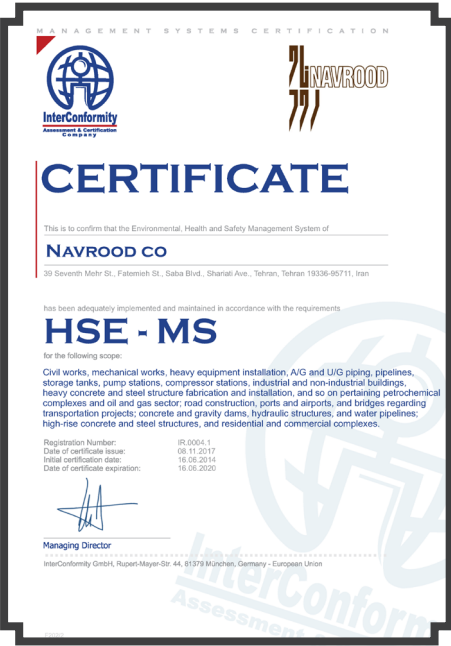 MANAGEMENT SYSTEMS CERTIFICATION
InterConformity
Assessment & Certification
Company
NAVROOD
CERTIFICATE
This is to confirm that the Environmental, Health and Safety Management System of
NAVROOD CO
39 Seventh Mehr St., Fatemieh St., Saba Blvd., Shariati Ave., Tehran, Tehran 19336-95711, Iran
has been adequately implemented and maintained in accordance with the requirements
HSE - MS
for the following scope:
Civil works, mechanical works, heavy equipment installation, A/G and U/G piping, pipelines,
storage tanks, pump stations, compressor stations, industrial and non-industrial buildings,
heavy concrete and steel structure fabrication and installation, and so on pertaining petrochemical
complexes and oil and gas sector; road construction, ports and airports, and bridges regarding
transportation projects; concrete and gravity dams, hydraulic structures, and water pipelines;
high-rise concrete and steel structures, and residential and commercial complexes.
Registration Number: IR.0004.1
Date of certificate issue: 08.11.2017
Initial certification date: 16.06.2014
Date of certificate expiration: 16.06.2020
Managing Director
InterConformity GmbH, Rupert-Mayer-Str. 44, 81379 München, Germany - European Union
InterConform
Assessment &